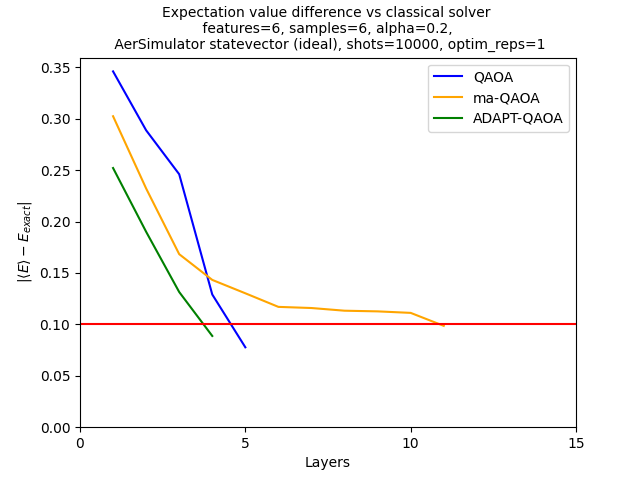 Expectation value difference vs classical solver
features=6, samples=6, alpha=0.2,
AerSimulator statevector (ideal), shots=10000, optim_reps=1
QAOA
ma-QAOA
ADAPT-QAOA
|⟨E⟩ − E_exact|
0.35
0.30
0.25
0.20
0.15
0.10
0.05
0.00
0 5 10 15
Layers